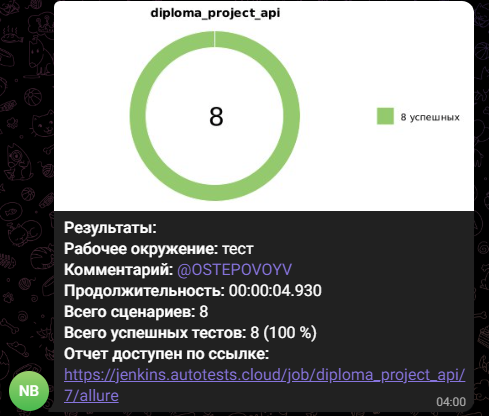 diploma_project_api
8
8 успешных
Результаты:
Рабочее окружение: тест
Комментарий: @OSTEPOVOYV
Продолжительность: 00:00:04.930
Всего сценариев: 8
Всего успешных тестов: 8 (100 %)
Отчет доступен по ссылке:
https://jenkins.autotests.cloud/job/diploma_project_api/
7/allure
NB
04:00